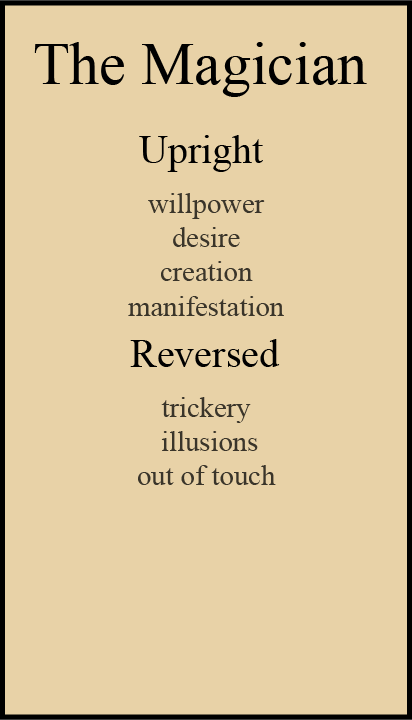 The Magician
Upright
willpower
desire
creation
manifestation
Reversed
trickery
illusions
out of touch